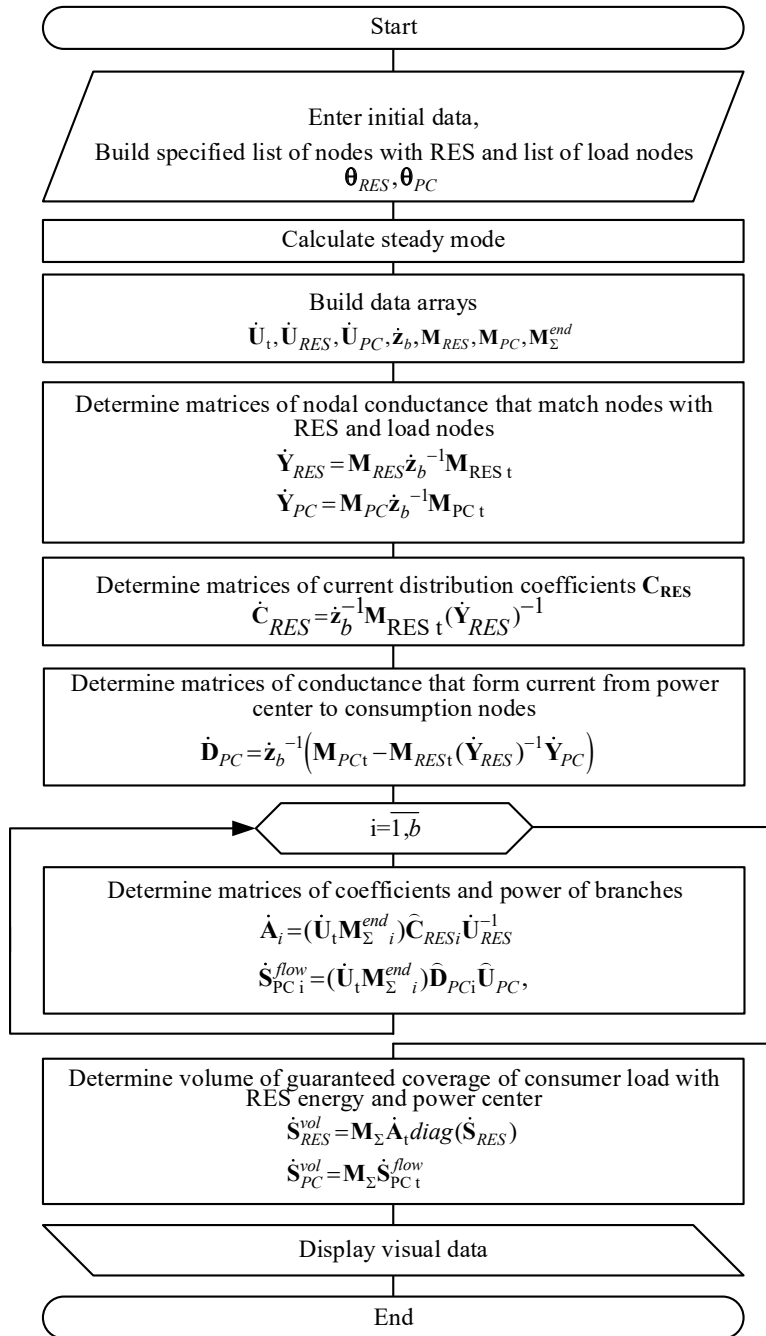 Start
Enter initial data,
Build specified list of nodes with RES and list of load nodes
θ_RES, θ_PC
Calculate steady mode
Build data arrays
U̇_t, U̇_RES, U̇_PC, ż_b, M_RES, M_PC, M_Σ^end
Determine matrices of nodal conductance that match nodes with
RES and load nodes
Ẏ_RES = M_RES ż_b^−1 M_RES t
Ẏ_PC = M_PC ż_b^−1 M_PC t
Determine matrices of current distribution coefficients C_RES
Ċ_RES = ż_b^−1 M_RES t (Ẏ_RES)^−1
Determine matrices of conductance that form current from power
center to consumption nodes
Ḋ_PC = ż_b^−1 (M_PCt − M_RESt (Ẏ_RES)^−1 Ẏ_PC)
i=1̅,̅b̅
Determine matrices of coefficients and power of branches
Ȧ_i = (U̇_t M_Σ^end_i) Ĉ_RESi U̇_RES^−1
Ṡ_PC i^flow = (U̇_t M_Σ^end_i) D̂_PCi Û_PC,
Determine volume of guaranteed coverage of consumer load with
RES energy and power center
Ṡ_RES^vol = M_Σ Ȧ_t diag(Ṡ_RES)
Ṡ_PC^vol = M_Σ Ṡ_PC t^flow
Display visual data
End